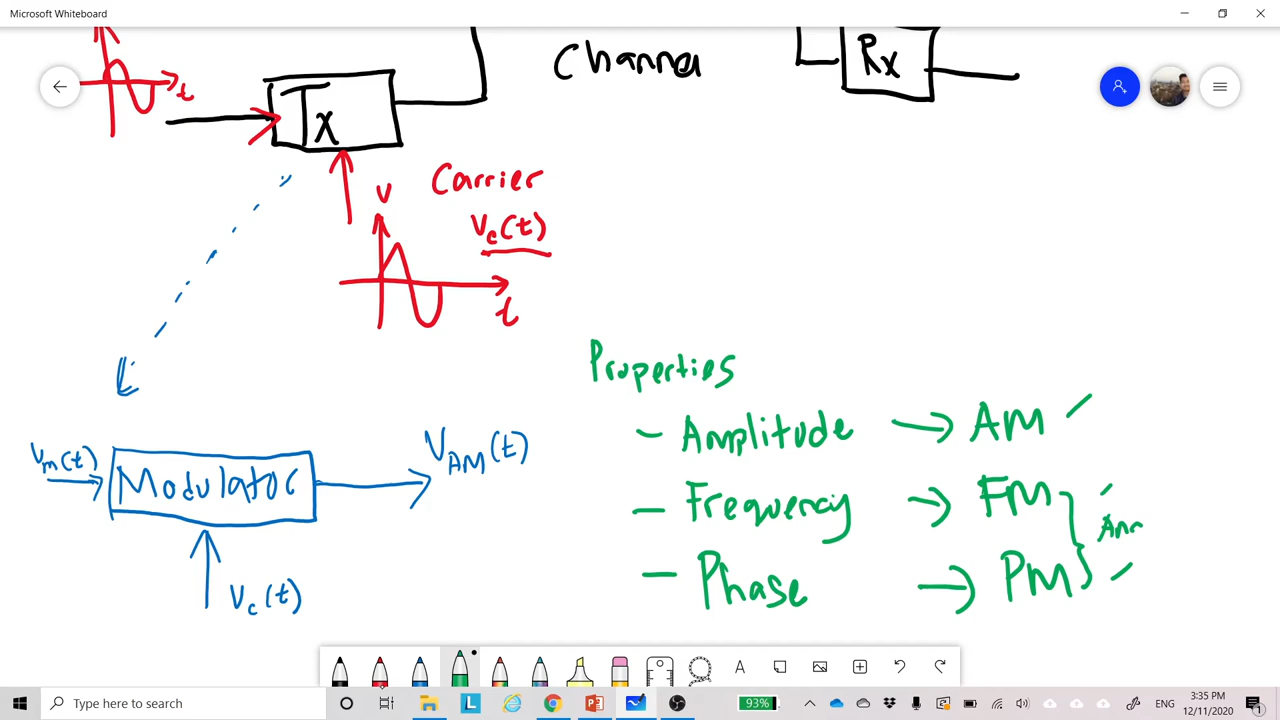 Microsoft Whiteboard
Channel
Rx
t
Tx
Carrier
v
Vc(t)
t
Properties
- Amplitude → AM
Vm(t)
Modulator
VAM(t)
- Frequency → FM
- Phase → PM
Vc(t)
A
Type here to search
93%
ENG
3:35 PM
12/11/2020
1